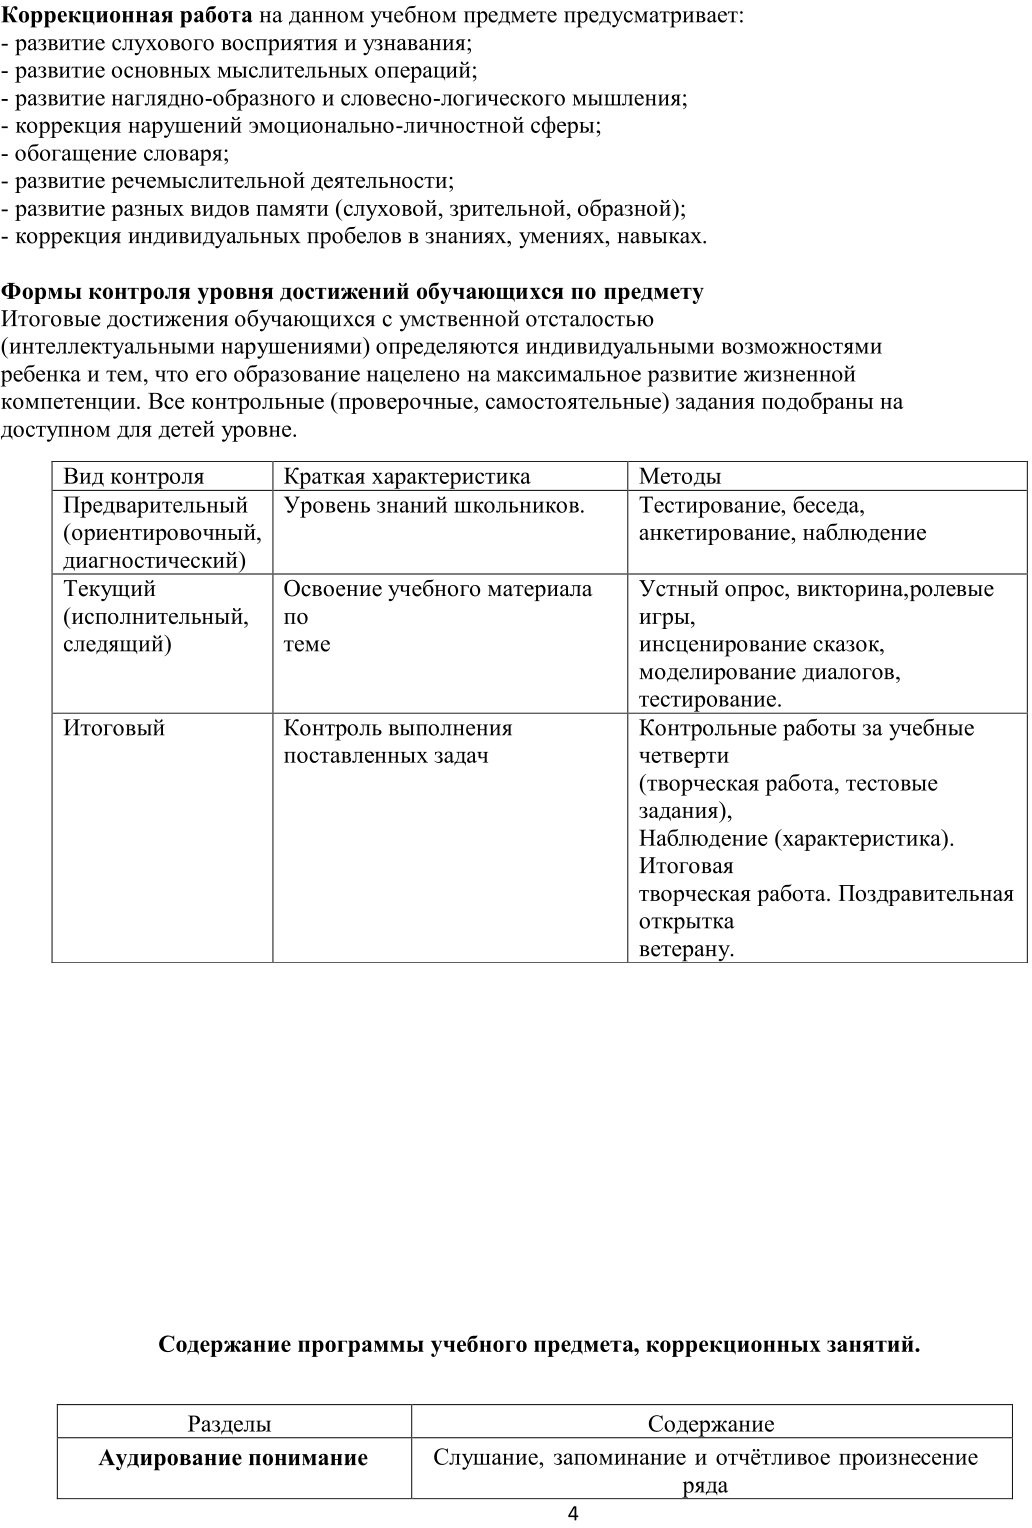 Коррекционная работа на данном учебном предмете предусматривает:
- развитие слухового восприятия и узнавания;
- развитие основных мыслительных операций;
- развитие наглядно-образного и словесно-логического мышления;
- коррекция нарушений эмоционально-личностной сферы;
- обогащение словаря;
- развитие речемыслительной деятельности;
- развитие разных видов памяти (слуховой, зрительной, образной);
- коррекция индивидуальных пробелов в знаниях, умениях, навыках.
Формы контроля уровня достижений обучающихся по предмету
Итоговые достижения обучающихся с умственной отсталостью
(интеллектуальными нарушениями) определяются индивидуальными возможностями
ребенка и тем, что его образование нацелено на максимальное развитие жизненной
компетенции. Все контрольные (проверочные, самостоятельные) задания подобраны на
доступном для детей уровне.
Вид контроля
Краткая характеристика
Методы
Предварительный
(ориентировочный,
диагностический)
Уровень знаний школьников.
Тестирование, беседа,
анкетирование, наблюдение
Текущий
(исполнительный,
следящий)
Освоение учебного материала
по
теме
Устный опрос, викторина,ролевые
игры,
инсценирование сказок,
моделирование диалогов,
тестирование.
Итоговый
Контроль выполнения
поставленных задач
Контрольные работы за учебные
четверти
(творческая работа, тестовые
задания),
Наблюдение (характеристика).
Итоговая
творческая работа. Поздравительная
открытка
ветерану.
Содержание программы учебного предмета, коррекционных занятий.
Разделы
Содержание
Аудирование понимание
Слушание, запоминание и отчётливое произнесение
ряда
4